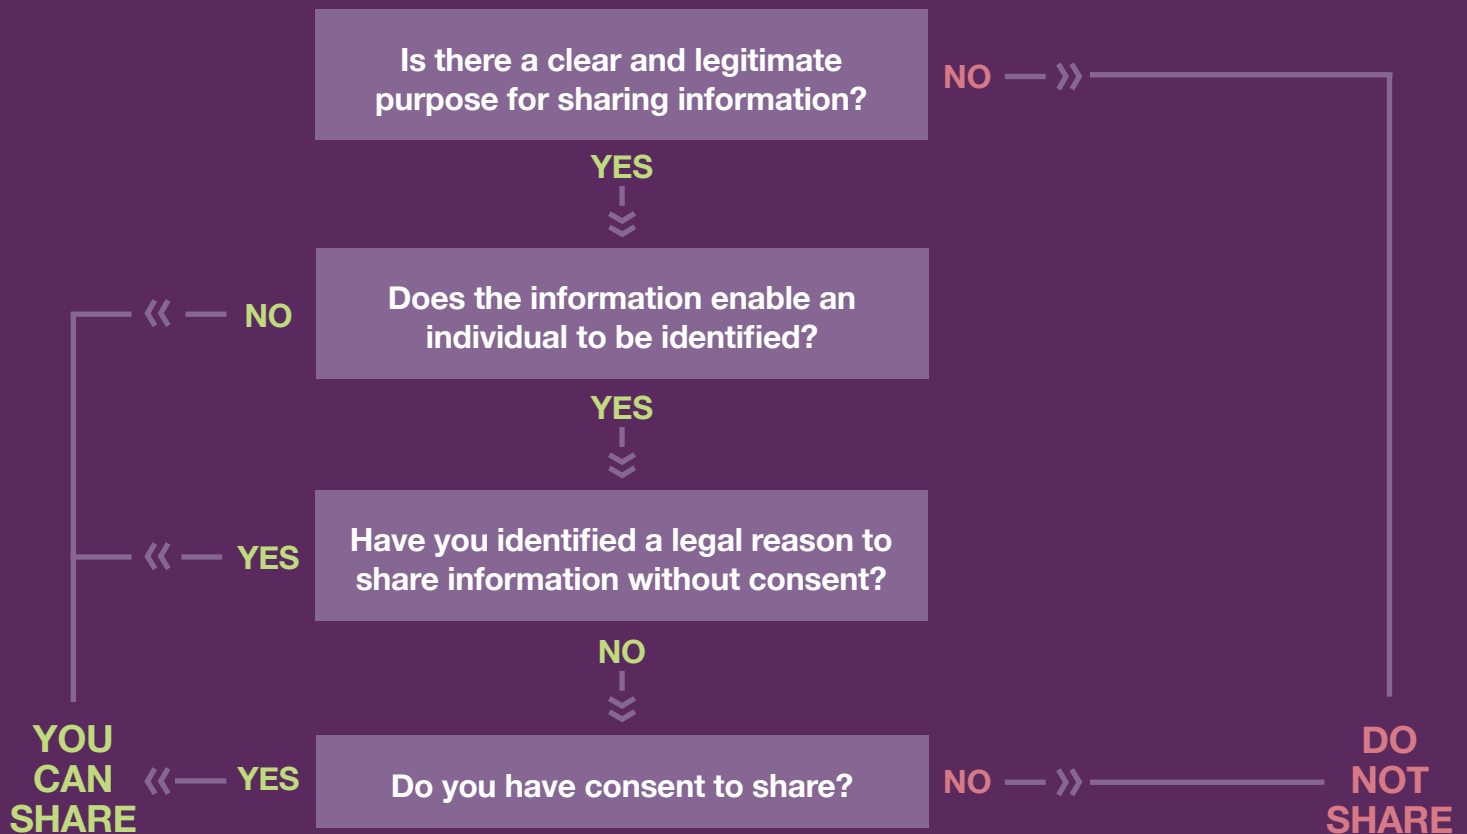 Is there a clear and legitimate
purpose for sharing information?
NO
YES
Does the information enable an
individual to be identified?
NO
YES
Have you identified a legal reason to
share information without consent?
YES
NO
Do you have consent to share?
YES
NO
YOU
CAN
SHARE
DO
NOT
SHARE